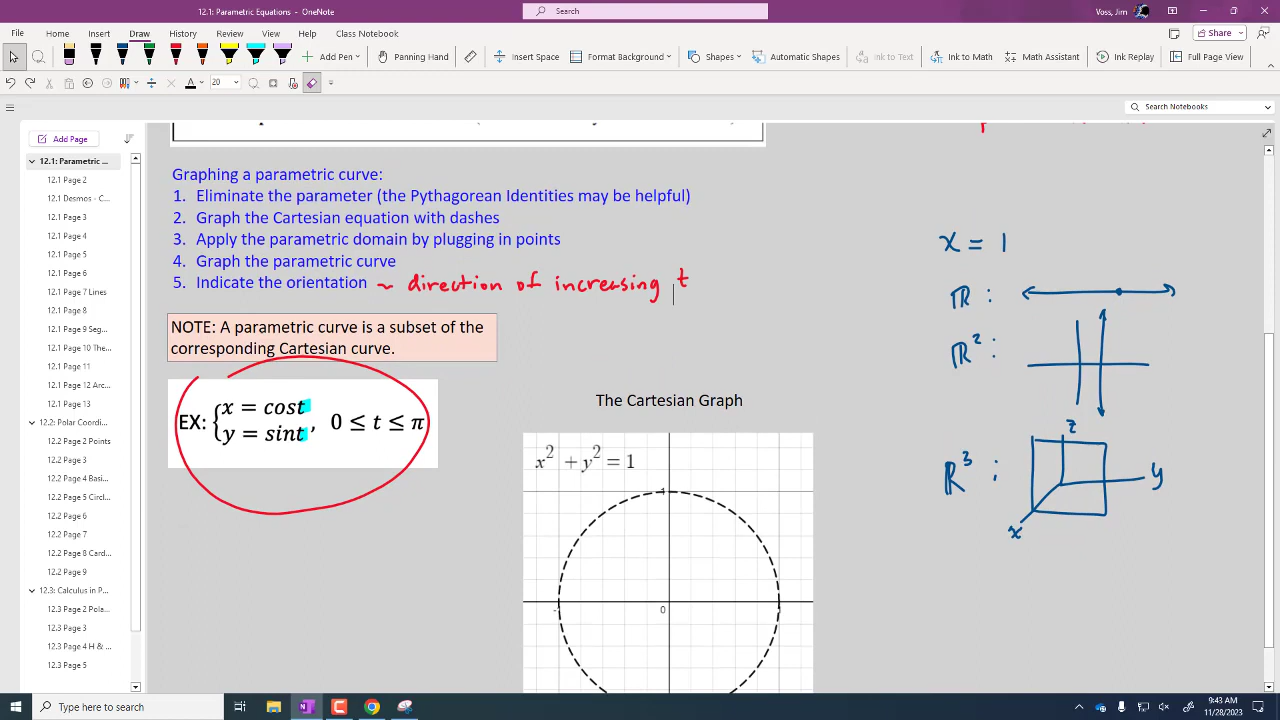 12.1: Parametric Equations - OneNote
Search
Voss, Jim
File
Home
Insert
Draw
History
Review
View
Help
Class Notebook
Share
Add Pen
Panning Hand
Insert Space
Format Background
Shapes
Automatic Shapes
Ink to Shape
Ink to Text
Ink to Math
Math Assistant
Ink Replay
Full Page View
20
A
Search Notebooks
Add Page
12.1: Parametric ...
12.1 Page 2
12.1 Desmos - C...
12.1 Page 3
12.1 Page 4
12.1 Page 5
12.1 Page 6
12.1 Page 7 Lines
12.1 Page 8
12.1 Page 9 Seg...
12.1 Page 10 The...
12.1 Page 11
12.1 Page 12 Arc...
12.1 Page 13
12.2: Polar Coordi...
12.2 Page 2 Points
12.2 Page 3
12.2 Page 4 Basi...
12.2 Page 5 Circ...
12.2 Page 6
12.2 Page 7
12.2 Page 8 Card...
12.2 Page 9
12.3: Calculus in P...
12.3 Page 2 Pola...
12.3 Page 3
12.3 Page 4 H & ...
12.3 Page 5
Graphing a parametric curve:
1. Eliminate the parameter (the Pythagorean Identities may be helpful)
2. Graph the Cartesian equation with dashes
3. Apply the parametric domain by plugging in points
4. Graph the parametric curve
5. Indicate the orientation ~ direction of increasing t
NOTE: A parametric curve is a subset of the
corresponding Cartesian curve.
EX: { x = cost
y = sint , 0 ≤ t ≤ π
The Cartesian Graph
x² + y² = 1
1
0
x = 1
ℝ :
ℝ² :
ℝ³ :
z
y
x
Type here to search
9:43 AM
11/28/2023